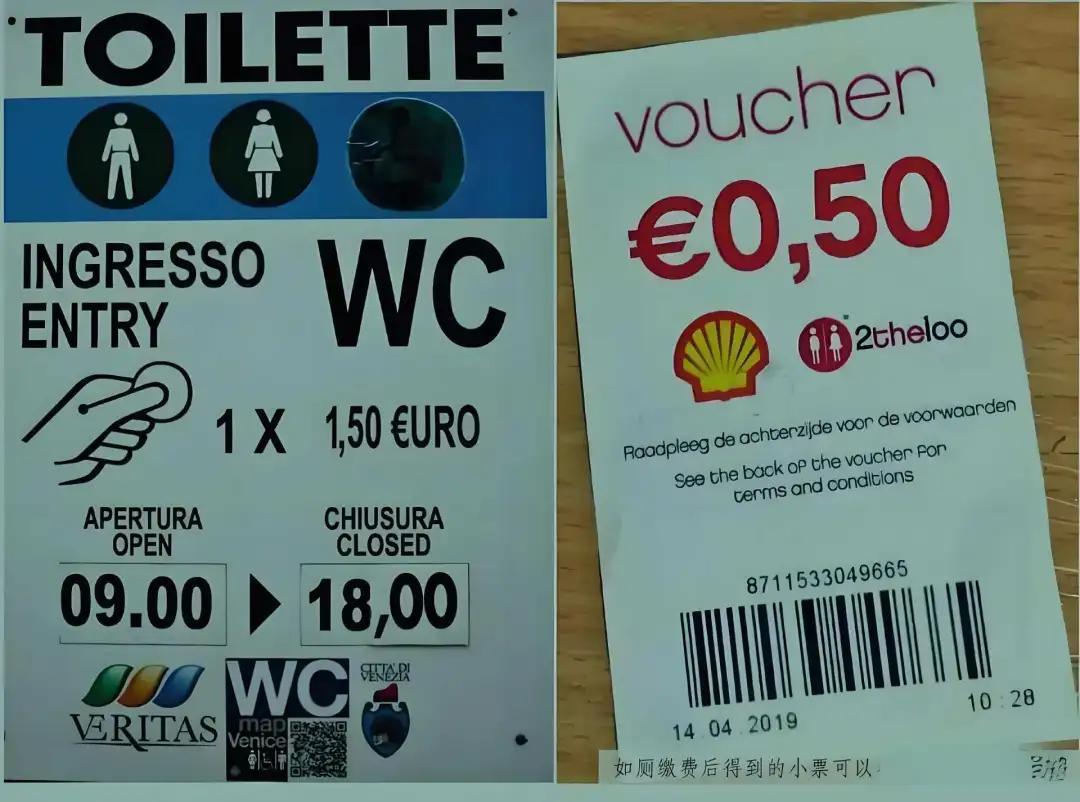 TOILETTE
INGRESSO
ENTRY
WC
1 X 1,50 €URO
APERTURA
OPEN
CHIUSURA
CLOSED
09.00
18,00
VERITAS
WC
map
Venice
CITTA' DI
VENEZIA
voucher
€0,50
2theloo
Raadpleeg de achterzijde voor de voorwaarden
See the back of the voucher for
terms and conditions
8711533049665
14 04 2019
10:28
如厕缴费后得到的小票可以